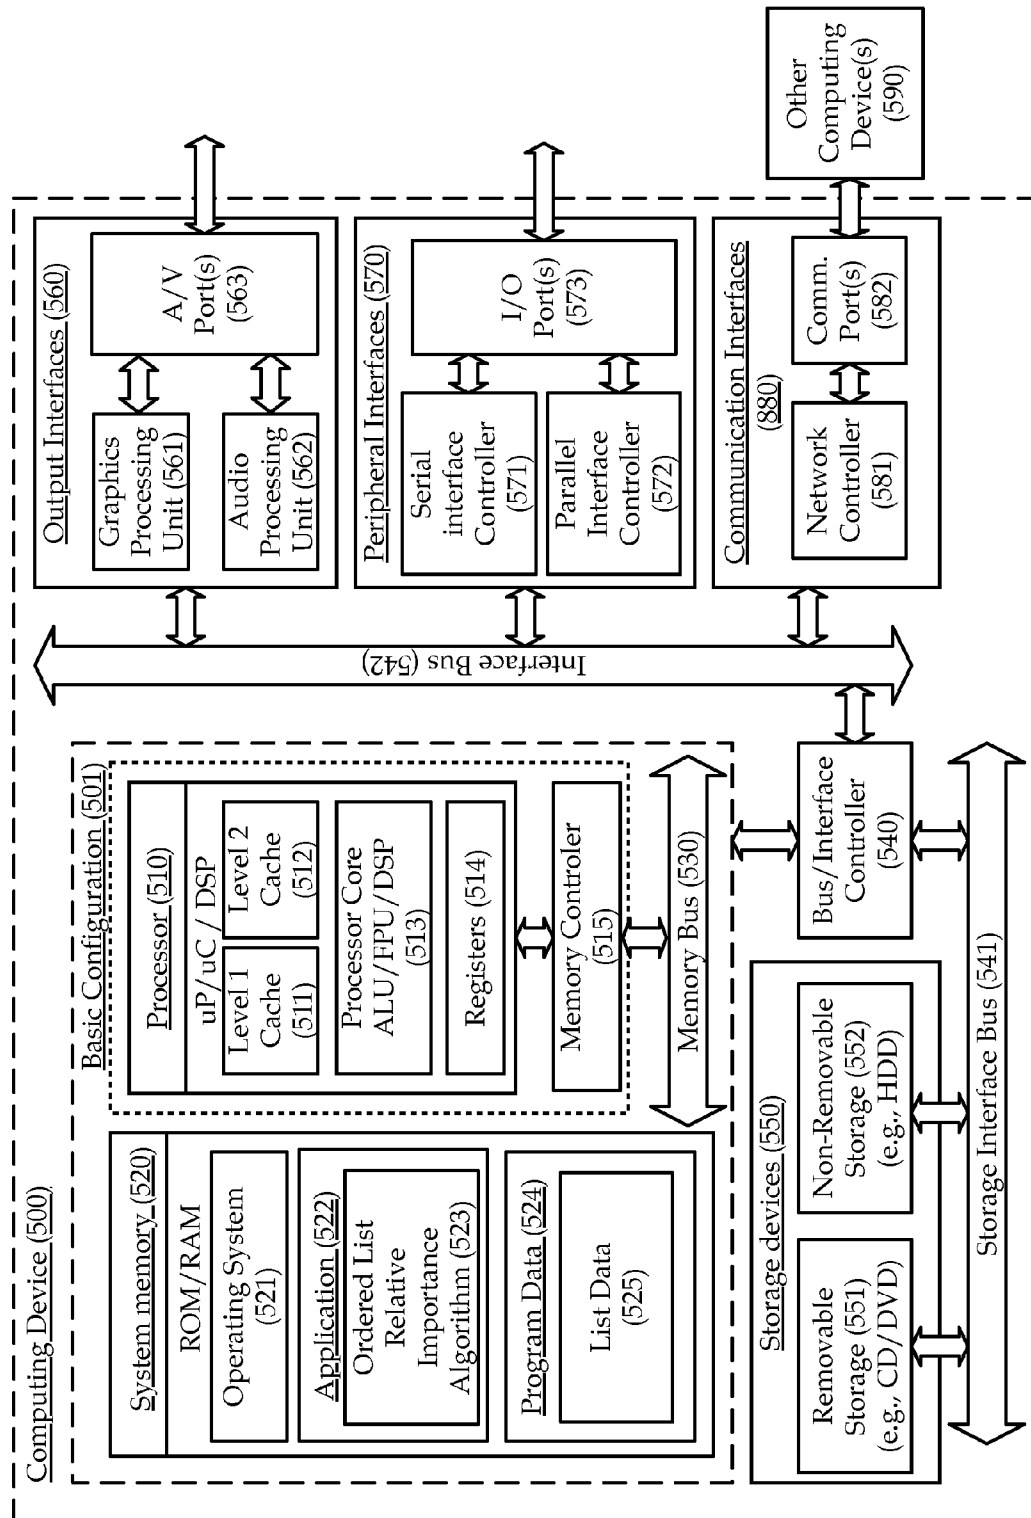 Computing Device (500)
Basic Configuration (501)
System memory (520)
ROM/RAM
Operating System
(521)
Application (522)
Ordered List
Relative
Importance
Algorithm (523)
Program Data (524)
List Data
(525)
Processor (510)
uP/uC / DSP
Level 1
Cache
(511)
Level 2
Cache
(512)
Processor Core
ALU/FPU/DSP
(513)
Registers (514)
Memory Controler
(515)
Memory Bus (530)
Bus/Interface
Controller
(540)
Storage devices (550)
Removable
Storage (551)
(e.g., CD/DVD)
Non-Removable
Storage (552)
(e.g., HDD)
Storage Interface Bus (541)
Interface Bus (542)
Output Interfaces (560)
Graphics
Processing
Unit (561)
Audio
Processing
Unit (562)
A/V
Port(s)
(563)
Peripheral Interfaces (570)
Serial
interface
Controller
(571)
Parallel
Interface
Controller
(572)
I/O
Port(s)
(573)
Communication Interfaces
(880)
Network
Controller
(581)
Comm.
Port(s)
(582)
Other
Computing
Device(s)
(590)